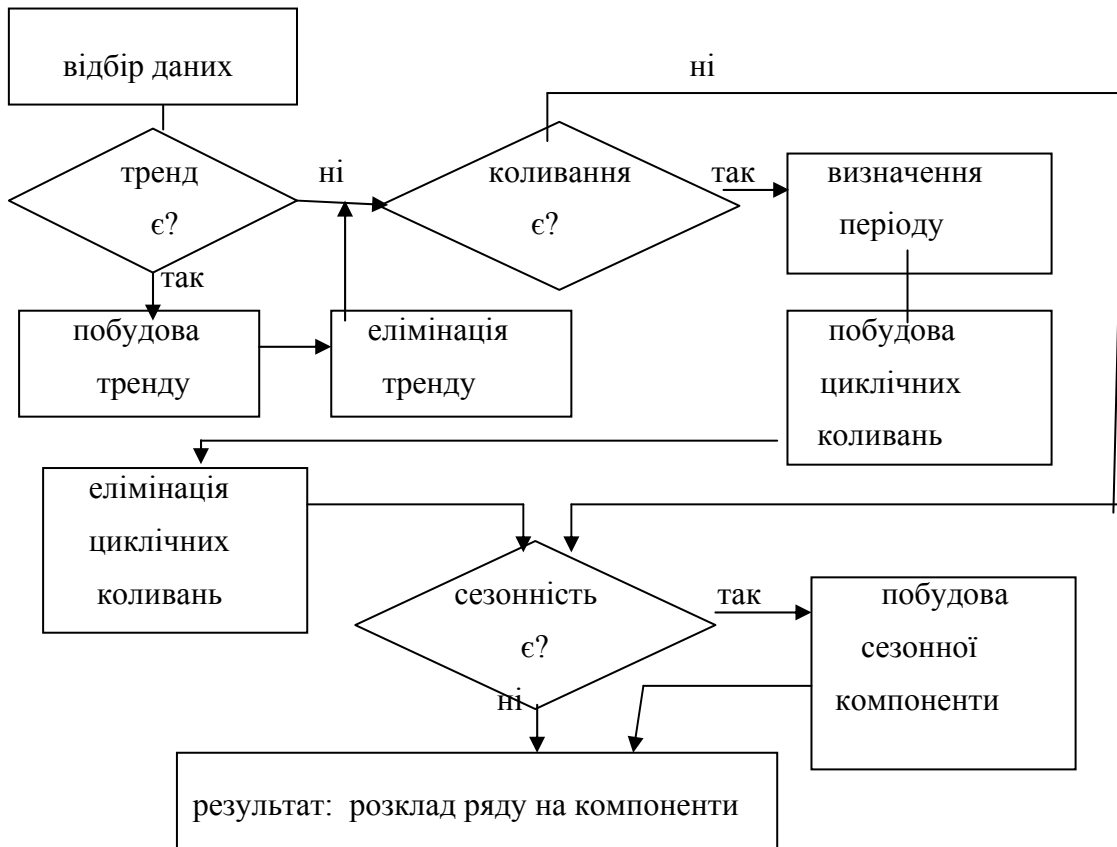 відбір даних
ні
тренд
є?
ні
коливання
є?
так
визначення
періоду
так
побудова
тренду
елімінація
тренду
побудова
циклічних
коливань
елімінація
циклічних
коливань
сезонність
є?
так
побудова
сезонної
компоненти
ні
результат: розклад ряду на компоненти